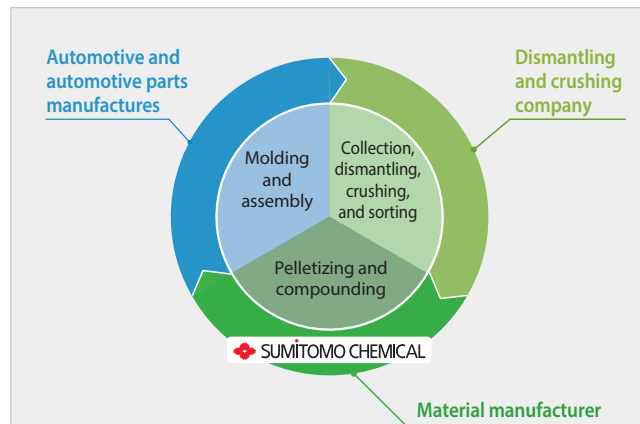 Automotive and
automotive parts
manufactures
Dismantling
and crushing
company
Molding
and
assembly
Collection,
dismantling,
crushing,
and sorting
Pelletizing and
compounding
SUMITOMO CHEMICAL
Material manufacturer